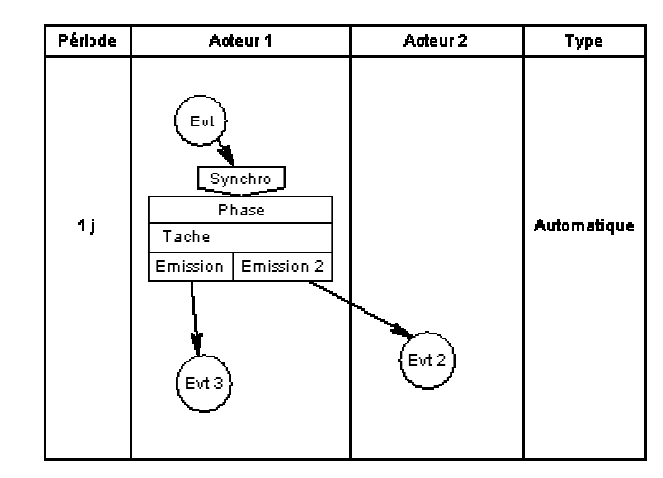 Période Acteur 1 Acteur 2 Type
Evt
Synchro
Phase
1 j Tache Automatique
Emission Emission 2
Evt 3 Evt 2